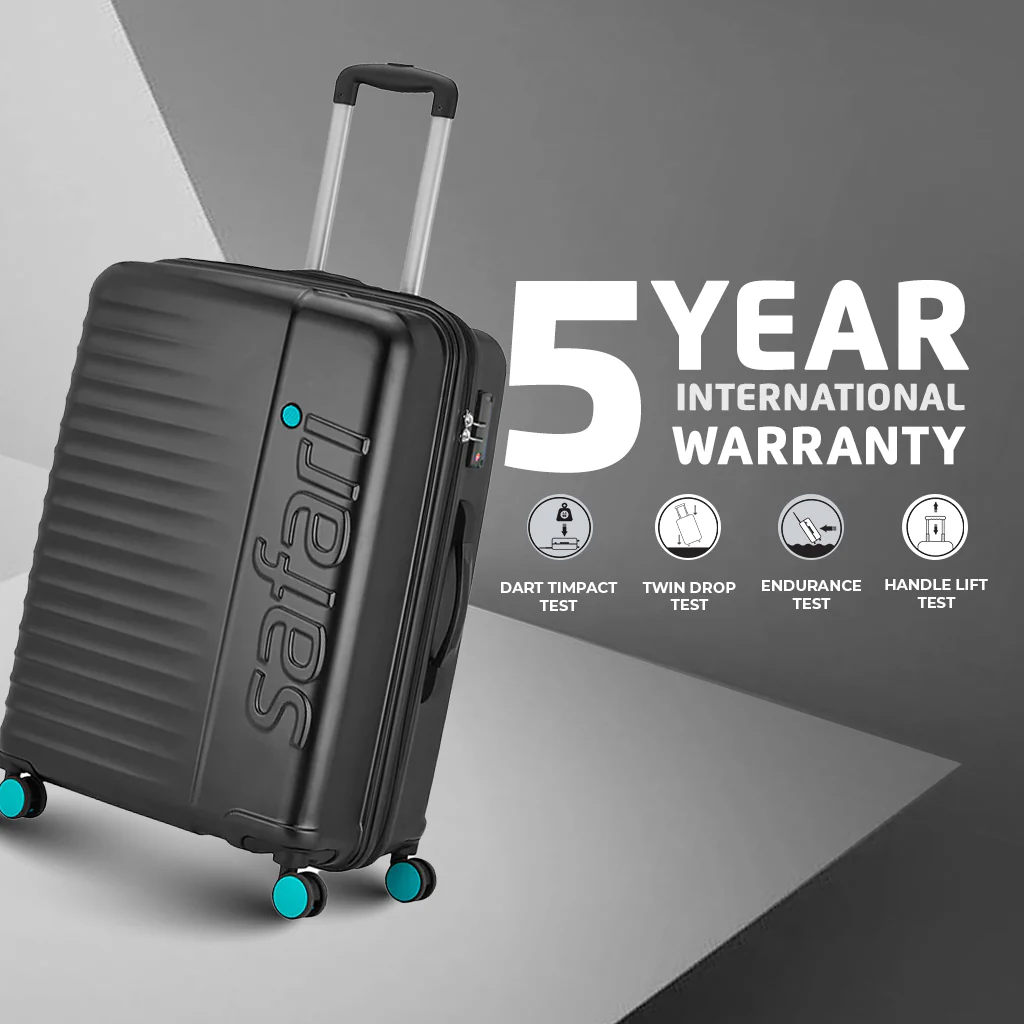 safari
5 YEAR
INTERNATIONAL
WARRANTY
DART TIMPACT
TEST
TWIN DROP
TEST
ENDURANCE
TEST
HANDLE LIFT
TEST